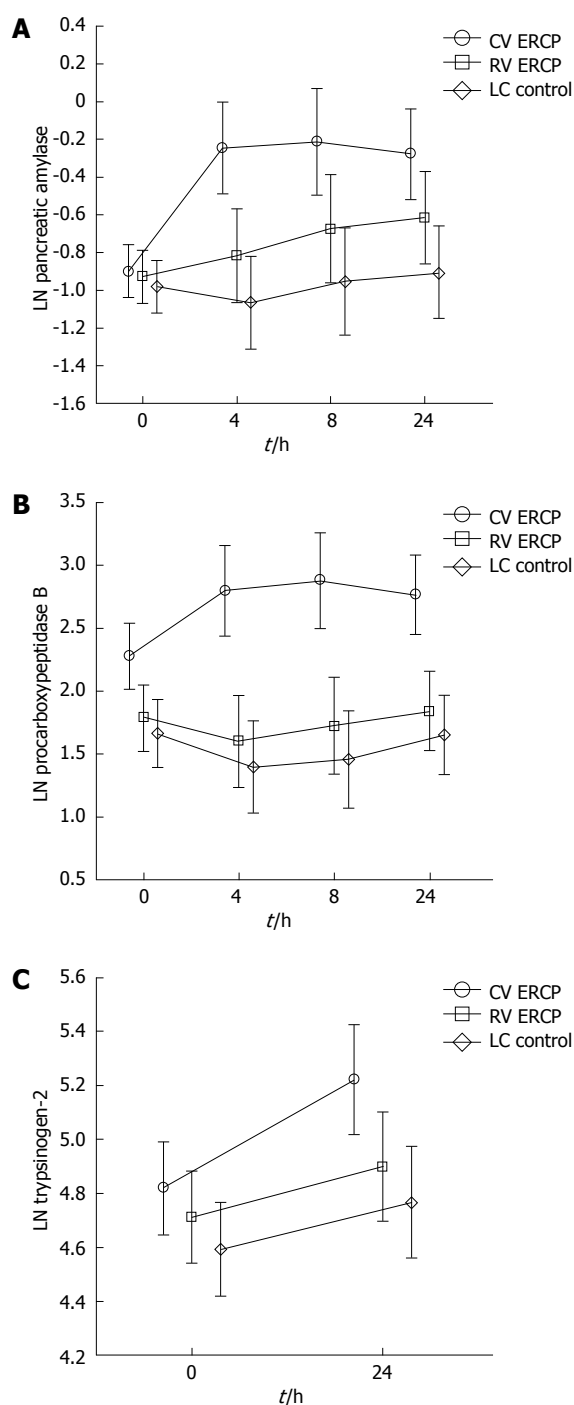 A
CV ERCP
RV ERCP
LC control
LN pancreatic amylase
0.4
0.2
0
-0.2
-0.4
-0.6
-0.8
-1.0
-1.2
-1.4
-1.6
0 4 8 24
t/h
B
CV ERCP
RV ERCP
LC control
LN procarboxypeptidase B
3.5
3.0
2.5
2.0
1.5
1.0
0.5
0 4 8 24
t/h
C
CV ERCP
RV ERCP
LC control
LN trypsinogen-2
5.6
5.4
5.2
5.0
4.8
4.6
4.4
4.2
0 24
t/h